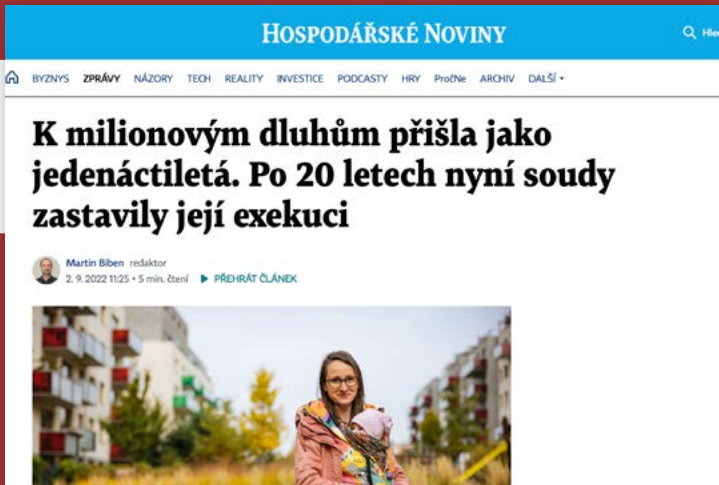 HOSPODÁŘSKÉ NOVINY
BYZNYS ZPRÁVY NÁZORY TECH REALITY INVESTICE PODCASTY HRY PročNe ARCHIV DALŠÍ
K milionovým dluhům přišla jako
jedenáctiletá. Po 20 letech nyní soudy
zastavily její exekuci
Martin Biben redaktor
2. 9. 2022 11:25 • 5 min. čtení ▶ PŘEHRÁT ČLÁNEK